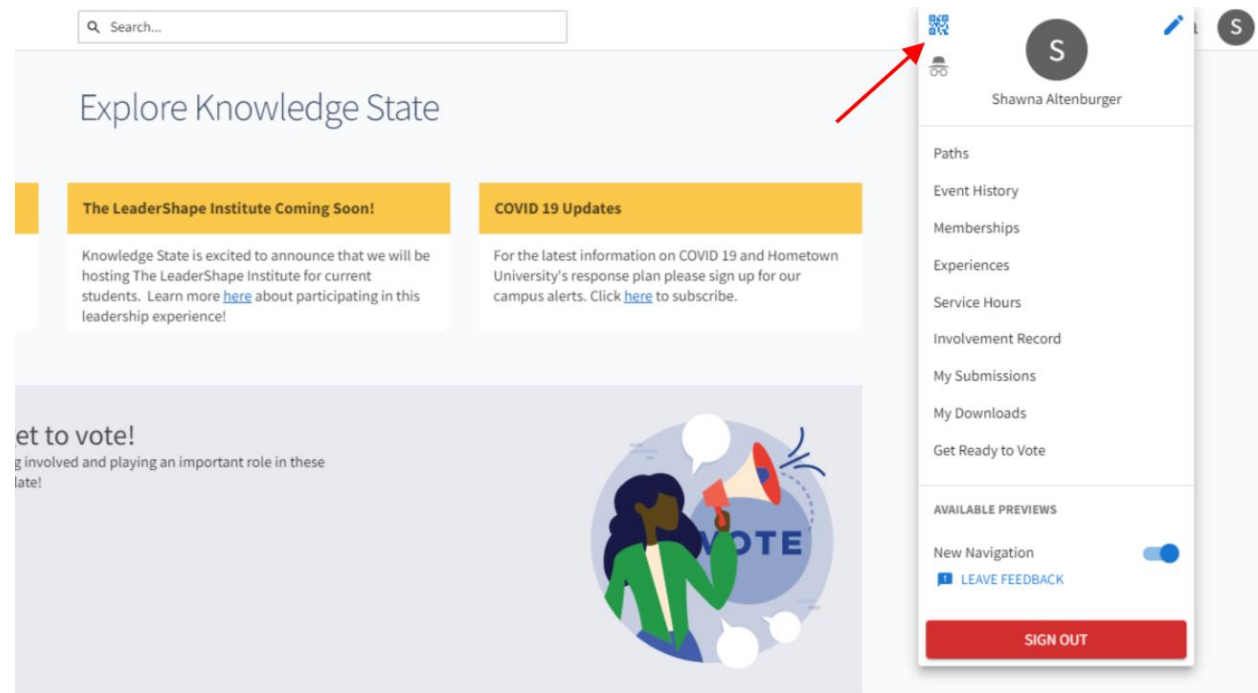 Search...
S
S
Shawna Altenburger
Explore Knowledge State
The LeaderShape Institute Coming Soon!
Knowledge State is excited to announce that we will be
hosting The LeaderShape Institute for current
students. Learn more here about participating in this
leadership experience!
COVID 19 Updates
For the latest information on COVID 19 and Hometown
University's response plan please sign up for our
campus alerts. Click here to subscribe.
et to vote!
g involved and playing an important role in these
late!
VOTE
Paths
Event History
Memberships
Experiences
Service Hours
Involvement Record
My Submissions
My Downloads
Get Ready to Vote
AVAILABLE PREVIEWS
New Navigation
LEAVE FEEDBACK
SIGN OUT